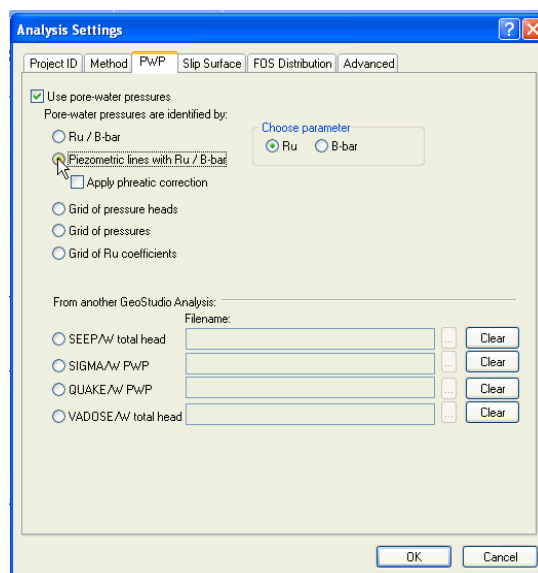 Analysis Settings
Project ID Method PWP Slip Surface FOS Distribution Advanced
Use pore-water pressures
Pore-water pressures are identified by:
Ru / B-bar
Choose parameter
Ru B-bar
Piezometric lines with Ru / B-bar
Apply phreatic correction
Grid of pressure heads
Grid of pressures
Grid of Ru coefficients
From another GeoStudio Analysis:
Filename:
SEEP/W total head ... Clear
SIGMA/W PWP ... Clear
QUAKE/W PWP ... Clear
VADOSE/W total head ... Clear
OK Cancel